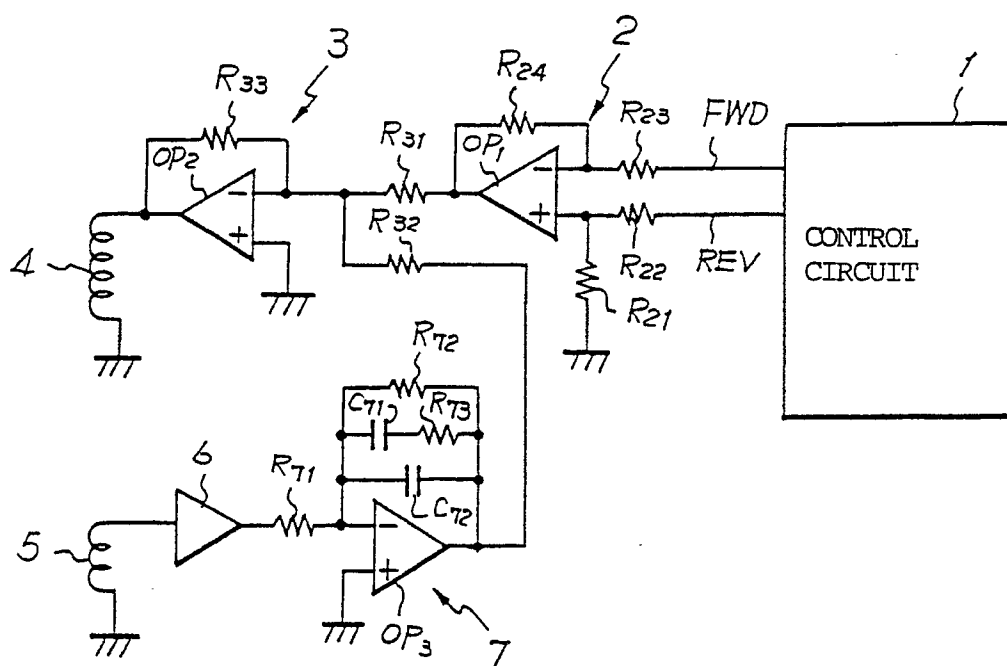 3
2
1
R33
R24
R23
FWD
OP2
R31
OP1
−
−
+
+
R32
R22
REV
CONTROL
CIRCUIT
4
R21
R72
C71
R73
6
R71
C72
5
−
+
OP3
7